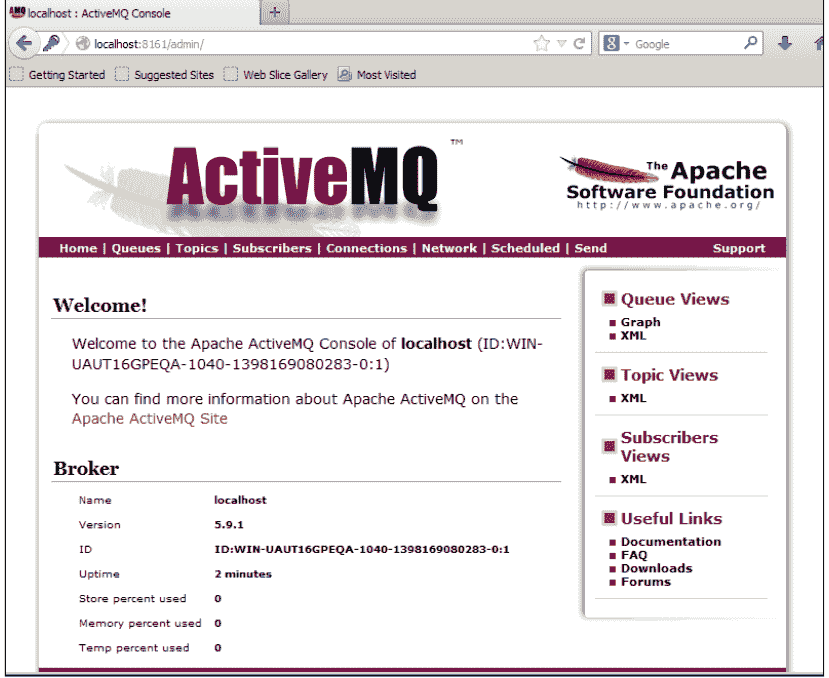 localhost : ActiveMQ Console
localhost:8161/admin/
Google
Getting Started Suggested Sites Web Slice Gallery Most Visited
ActiveMQ ™
The Apache
Software Foundation
http://www.apache.org/
Home | Queues | Topics | Subscribers | Connections | Network | Scheduled | Send Support
Welcome!
Welcome to the Apache ActiveMQ Console of localhost (ID:WIN-
UAUT16GPEQA-1040-1398169080283-0:1)
You can find more information about Apache ActiveMQ on the
Apache ActiveMQ Site
Broker
Name localhost
Version 5.9.1
ID ID:WIN-UAUT16GPEQA-1040-1398169080283-0:1
Uptime 2 minutes
Store percent used 0
Memory percent used 0
Temp percent used 0
Queue Views
Graph
XML
Topic Views
XML
Subscribers
Views
XML
Useful Links
Documentation
FAQ
Downloads
Forums